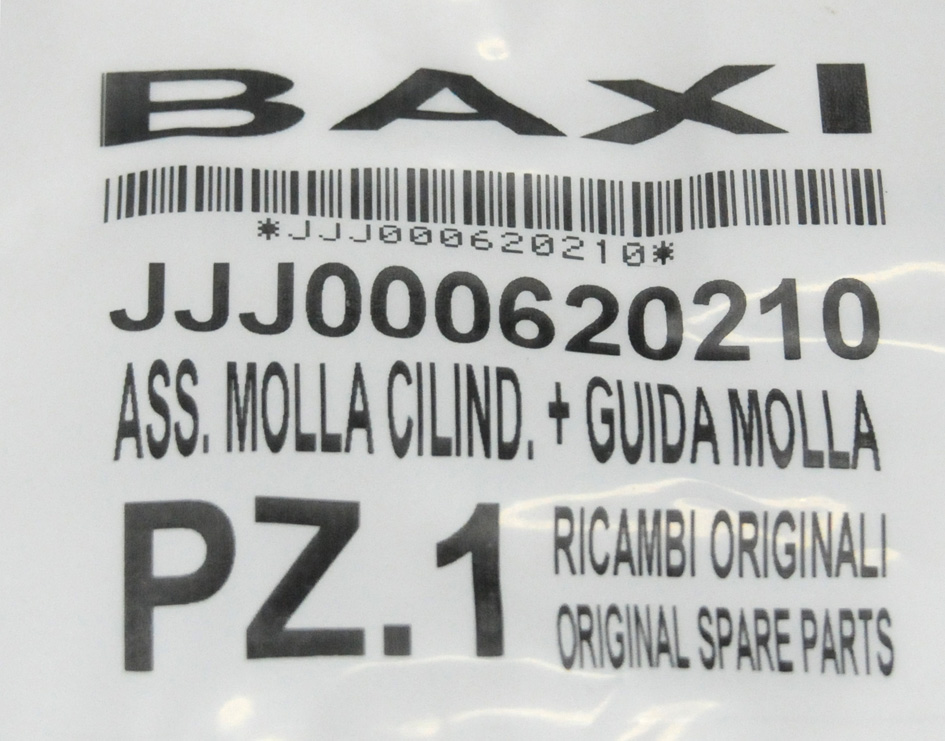 BAXI
*JJJ000620210*
JJJ000620210
ASS. MOLLA CILIND. + GUIDA MOLLA
PZ.1
RICAMBI ORIGINALI
ORIGINAL SPARE PARTS